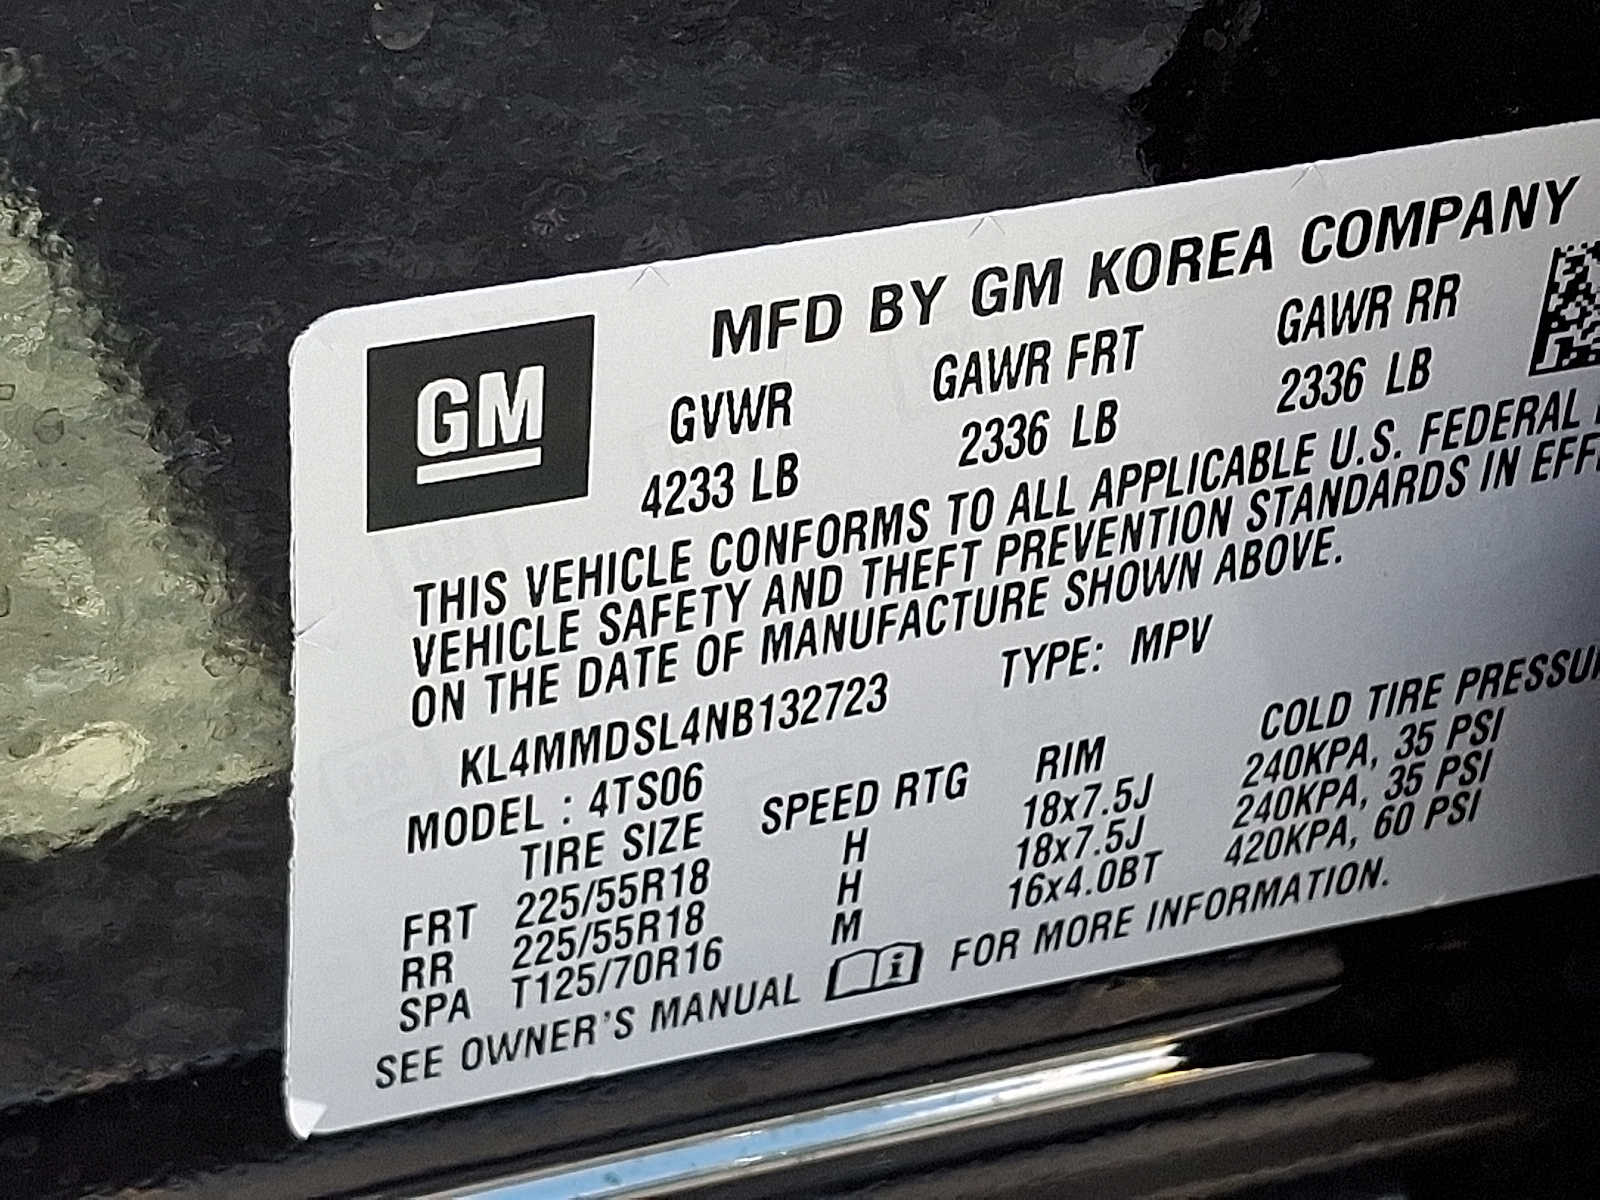 MFD BY GM KOREA COMPANY
GM
GVWR GAWR FRT GAWR RR
4233 LB 2336 LB 2336 LB
THIS VEHICLE CONFORMS TO ALL APPLICABLE U.S. FEDERAL
VEHICLE SAFETY AND THEFT PREVENTION STANDARDS IN EFF
ON THE DATE OF MANUFACTURE SHOWN ABOVE.
KL4MMDSL4NB132723 TYPE: MPV
MODEL : 4TS06
TIRE SIZE SPEED RTG RIM COLD TIRE PRESSU
FRT 225/55R18 H 18x7.5J 240KPA, 35 PSI
RR 225/55R18 H 18x7.5J 240KPA, 35 PSI
SPA T125/70R16 M 16x4.0BT 420KPA, 60 PSI
SEE OWNER'S MANUAL FOR MORE INFORMATION.